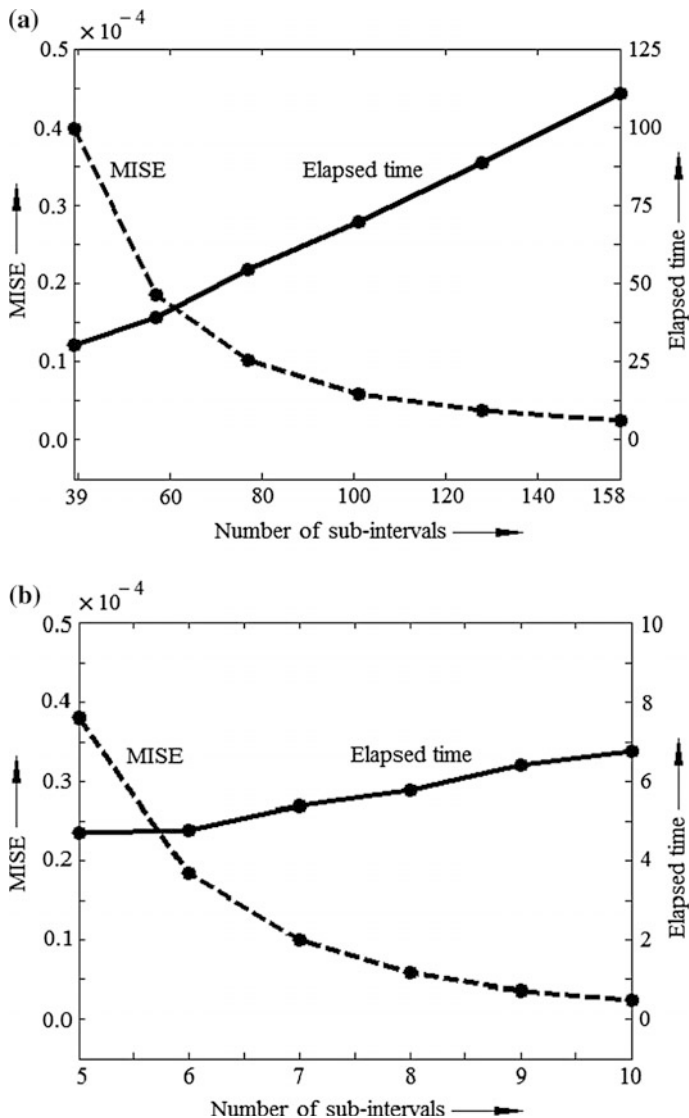 (a)
×10⁻⁴
0.5
0.4
0.3
0.2
0.1
0.0
MISE
MISE
Elapsed time
125
100
75
50
25
0
Elapsed time
39 60 80 100 120 140 158
Number of sub-intervals
(b)
×10⁻⁴
0.5
0.4
0.3
0.2
0.1
0.0
MISE
MISE
Elapsed time
10
8
6
4
2
0
Elapsed time
5 6 7 8 9 10
Number of sub-intervals